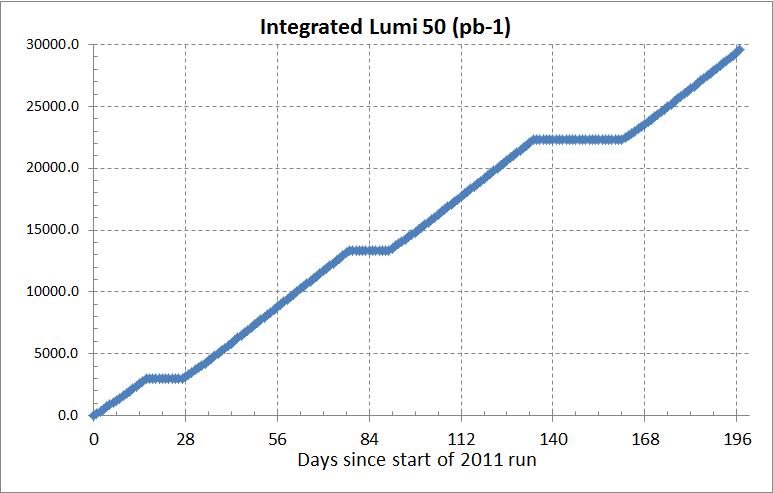 Integrated Lumi 50 (pb-1)
30000.0
25000.0
20000.0
15000.0
10000.0
5000.0
0.0
0 28 56 84 112 140 168 196
Days since start of 2011 run